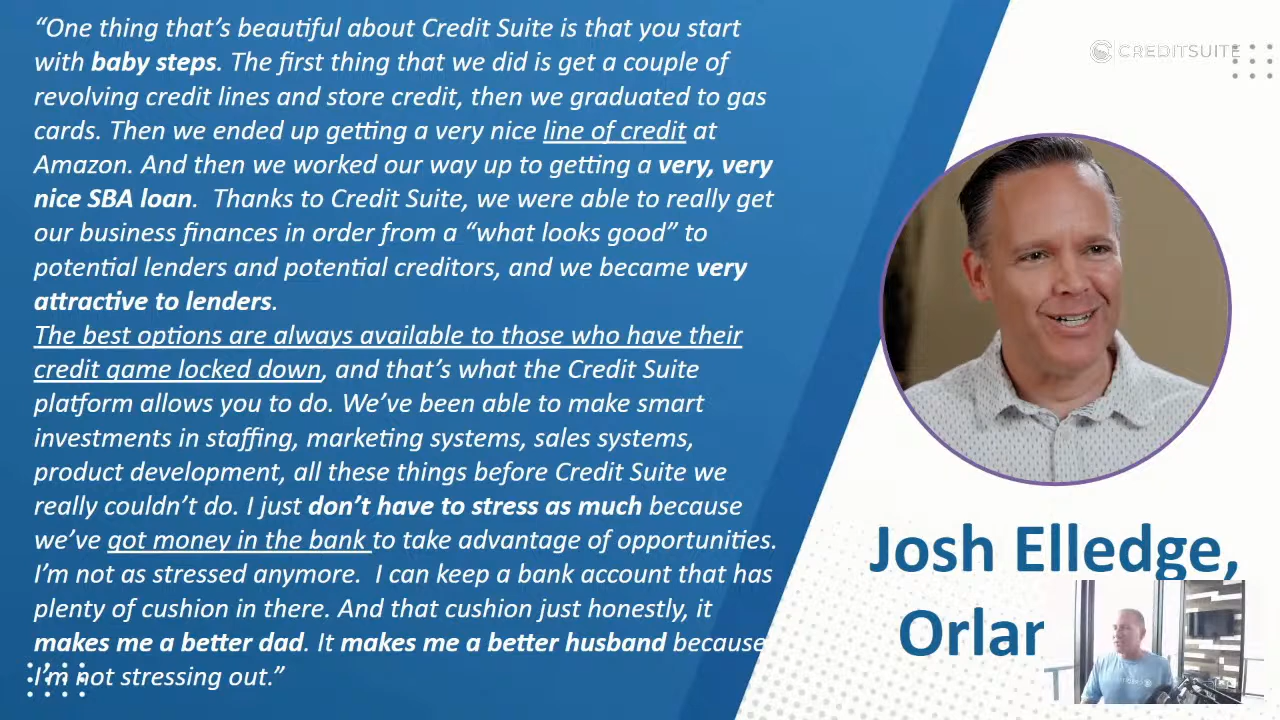 “One thing that’s beautiful about Credit Suite is that you start
with baby steps. The first thing that we did is get a couple of
revolving credit lines and store credit, then we graduated to gas
cards. Then we ended up getting a very nice line of credit at
Amazon. And then we worked our way up to getting a very, very
nice SBA loan.  Thanks to Credit Suite, we were able to really get
our business finances in order from a “what looks good” to
potential lenders and potential creditors, and we became very
attractive to lenders.
The best options are always available to those who have their
credit game locked down, and that’s what the Credit Suite
platform allows you to do. We’ve been able to make smart
investments in staffing, marketing systems, sales systems,
product development, all these things before Credit Suite we
really couldn’t do. I just don’t have to stress as much because
we’ve got money in the bank to take advantage of opportunities.
I’m not as stressed anymore.  I can keep a bank account that has
plenty of cushion in there. And that cushion just honestly, it
makes me a better dad. It makes me a better husband because
I’m not stressing out.”
CREDITSUITE
Josh Elledge,